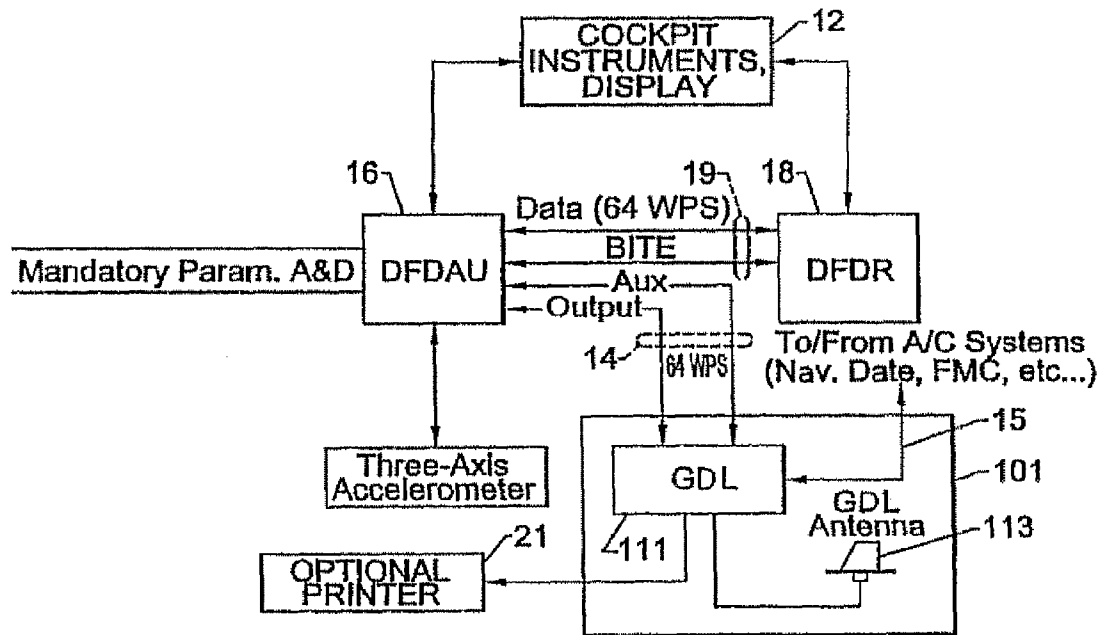 12
COCKPIT
INSTRUMENTS,
DISPLAY
16
19
18
Data (64 WPS)
BITE
Mandatory Param. A&D
DFDAU
DFDR
Aux
Output
14
64 WPS
To/From A/C Systems
(Nav. Date, FMC, etc...)
15
Three-Axis
Accelerometer
GDL
101
GDL
Antenna
113
111
21
OPTIONAL
PRINTER